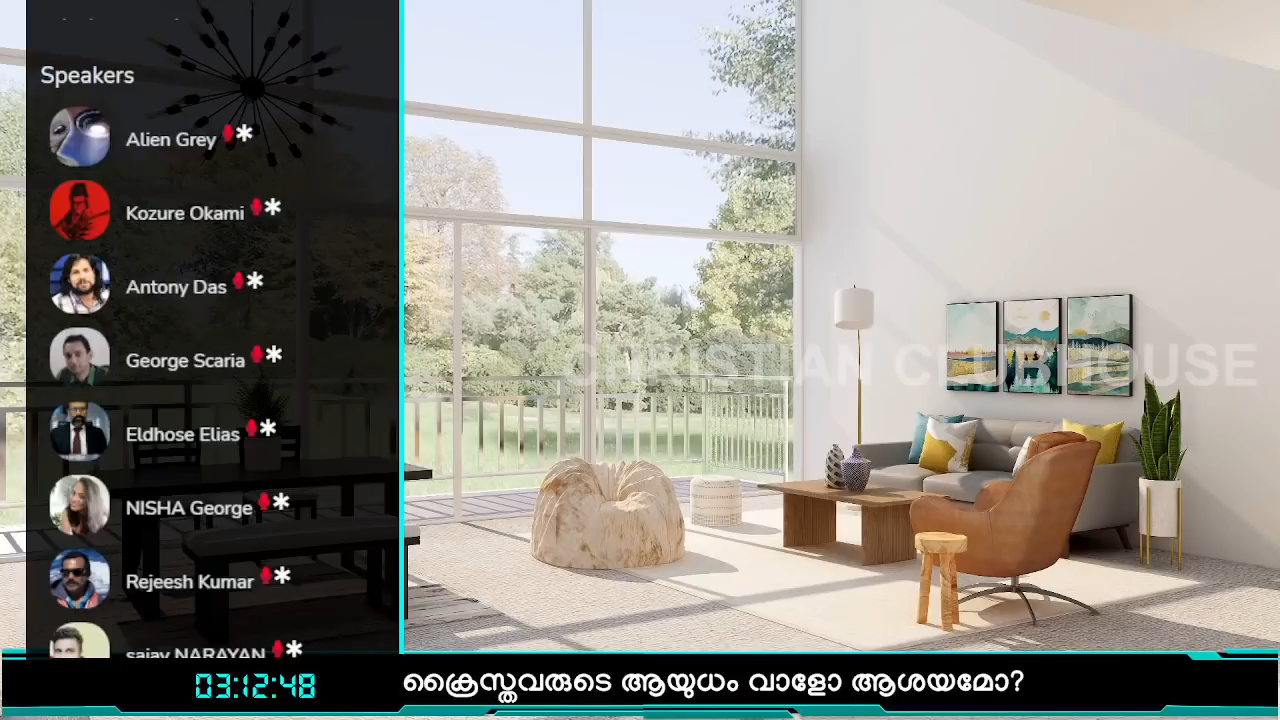 Speakers
Alien Grey
Kozure Okami
Antony Das
George Scaria
Eldhose Elias
NISHA George
Rejeesh Kumar
sajay NARAYAN
CHRISTIAN CLUBHOUSE
03:12:48
ക്രൈസ്തവരുടെ ആയുധം വാളോ ആശയമോ?